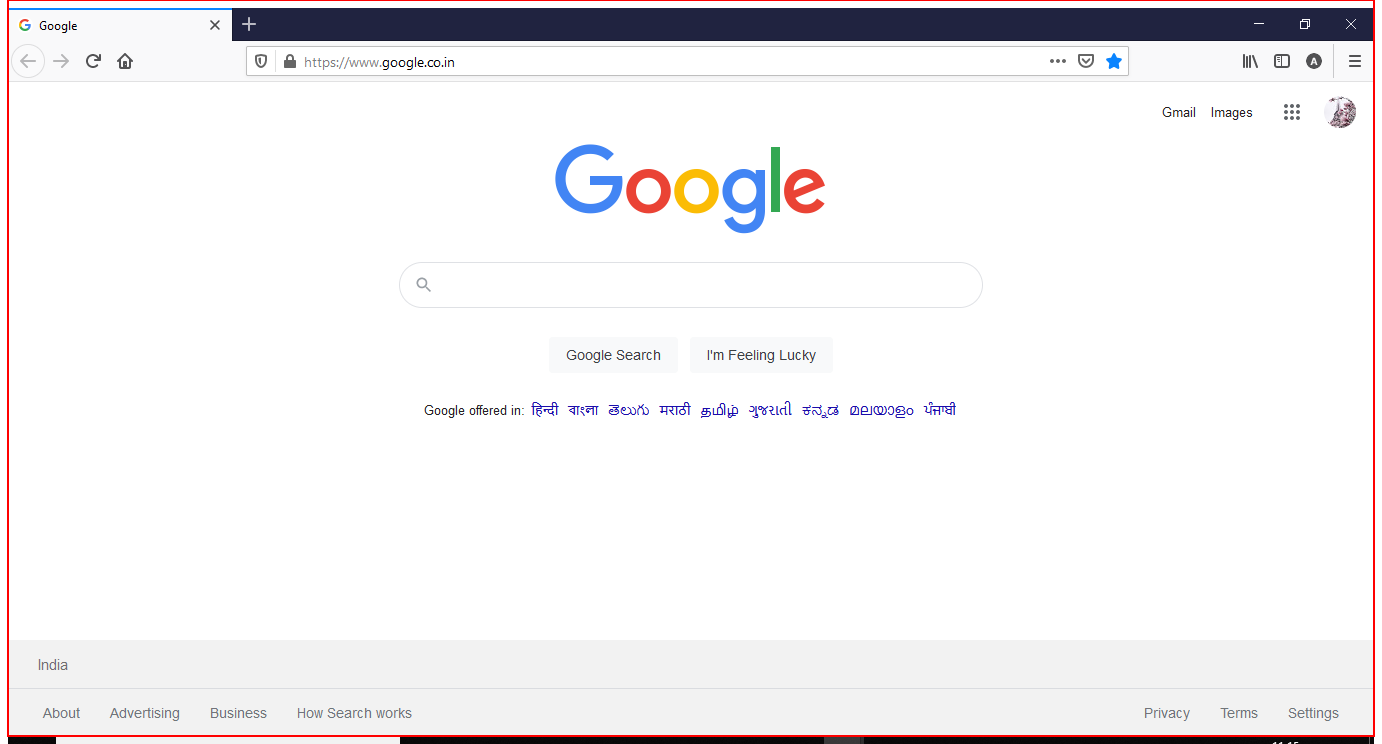 Google
https://www.google.co.in
A
Gmail Images
Google
Google Search I'm Feeling Lucky
Google offered in: हिन्दी বাংলা తెలుగు मराठी தமிழ் ગુજરાતી ಕನ್ನಡ മലയാളം ਪੰਜਾਬੀ
India
About Advertising Business How Search works Privacy Terms Settings